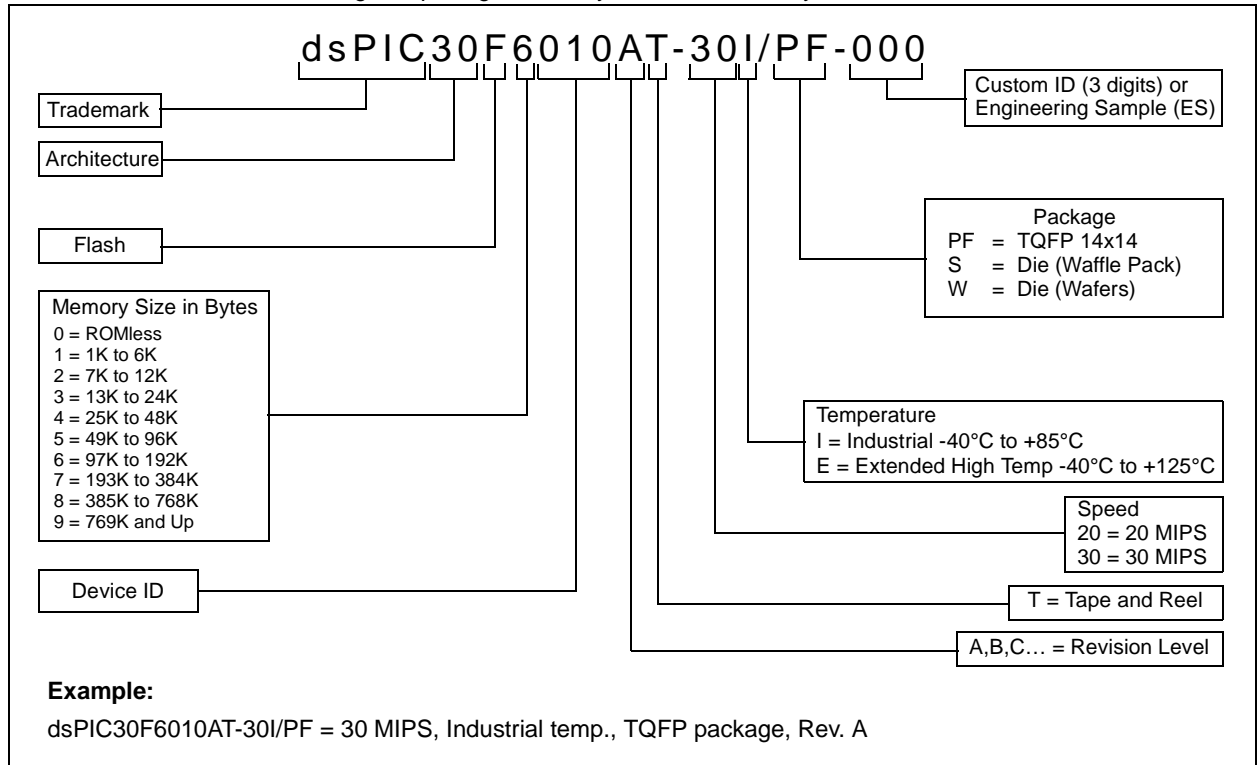 dsPIC30F6010AT-30I/PF-000
Custom ID (3 digits) or
Engineering Sample (ES)
Trademark
Architecture
Flash
Package
PF = TQFP 14x14
S = Die (Waffle Pack)
W = Die (Wafers)
Memory Size in Bytes
0 = ROMless
1 = 1K to 6K
2 = 7K to 12K
3 = 13K to 24K
4 = 25K to 48K
5 = 49K to 96K
6 = 97K to 192K
7 = 193K to 384K
8 = 385K to 768K
9 = 769K and Up
Temperature
I = Industrial -40°C to +85°C
E = Extended High Temp -40°C to +125°C
Speed
20 = 20 MIPS
30 = 30 MIPS
Device ID
T = Tape and Reel
A,B,C… = Revision Level
Example:
dsPIC30F6010AT-30I/PF = 30 MIPS, Industrial temp., TQFP package, Rev. A